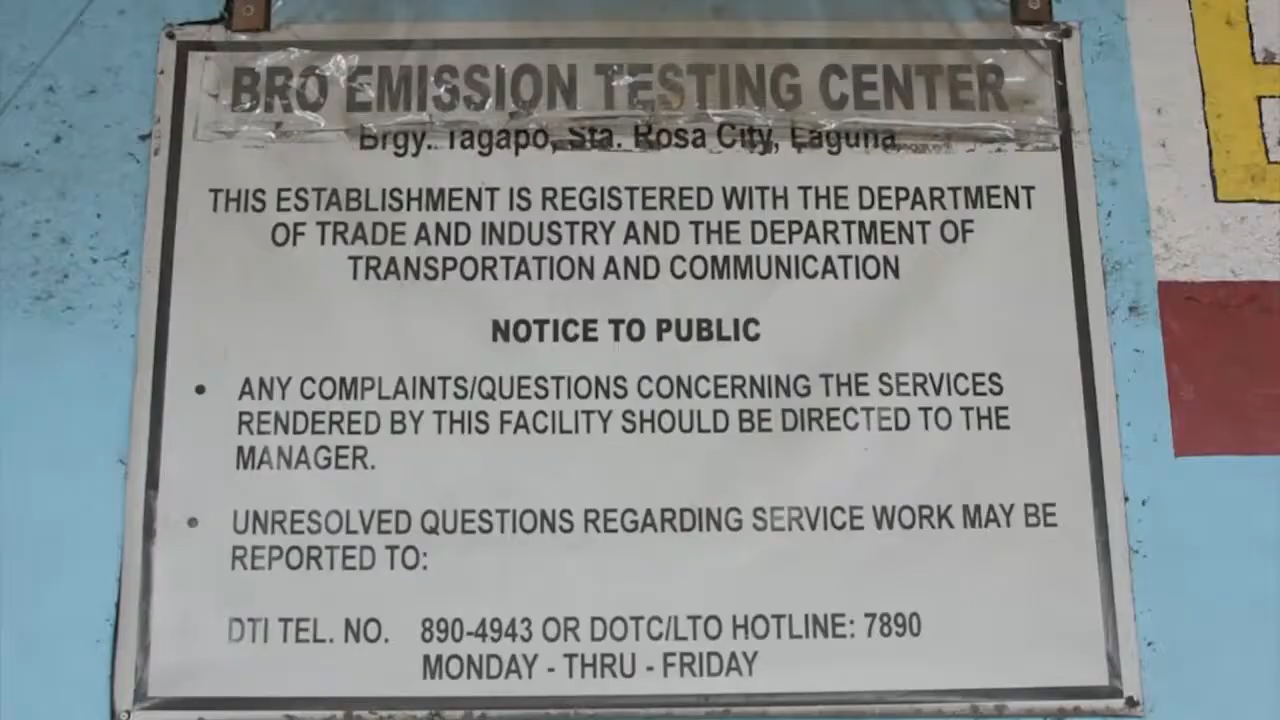 BRO EMISSION TESTING CENTER
Brgy. Tagapo, Sta. Rosa City, Laguna
THIS ESTABLISHMENT IS REGISTERED WITH THE DEPARTMENT
OF TRADE AND INDUSTRY AND THE DEPARTMENT OF
TRANSPORTATION AND COMMUNICATION
NOTICE TO PUBLIC
• ANY COMPLAINTS/QUESTIONS CONCERNING THE SERVICES
RENDERED BY THIS FACILITY SHOULD BE DIRECTED TO THE
MANAGER.
• UNRESOLVED QUESTIONS REGARDING SERVICE WORK MAY BE
REPORTED TO:
DTI TEL. NO. 890-4943 OR DOTC/LTO HOTLINE: 7890
MONDAY - THRU - FRIDAY